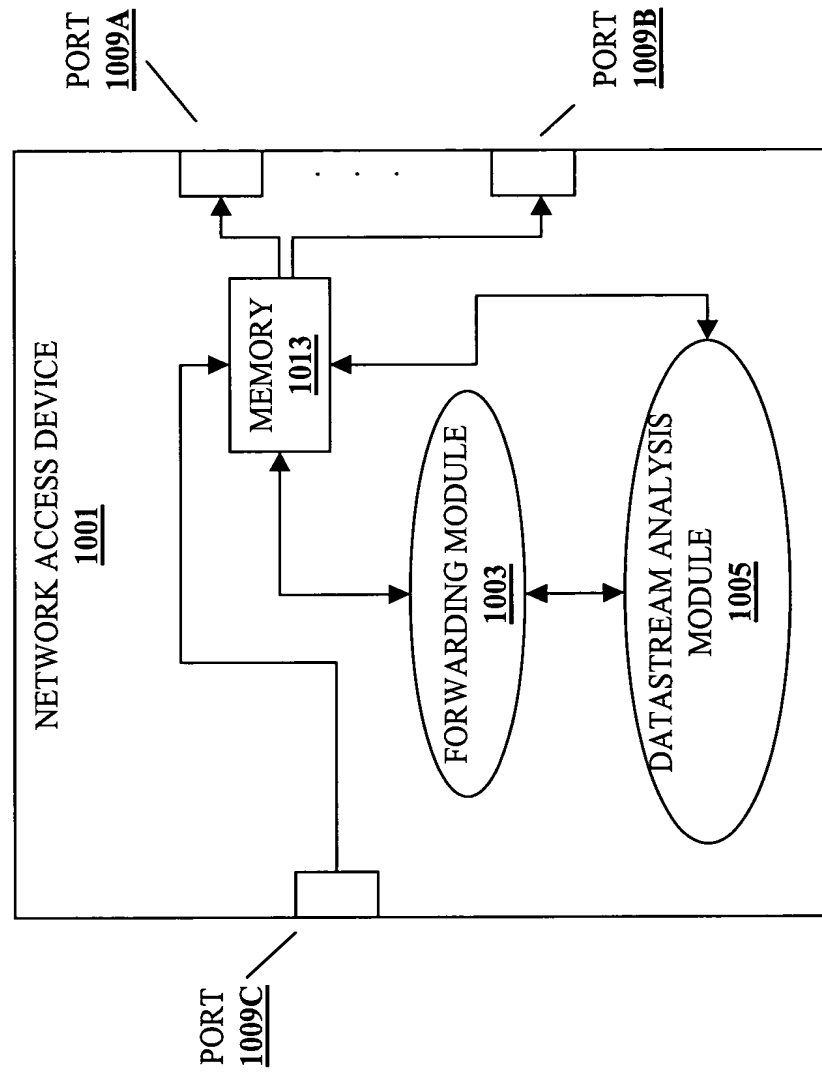 NETWORK ACCESS DEVICE
1001
PORT
1009A
PORT
1009B
PORT
1009C
MEMORY
1013
FORWARDING MODULE
1003
DATASTREAM ANALYSIS
MODULE
1005